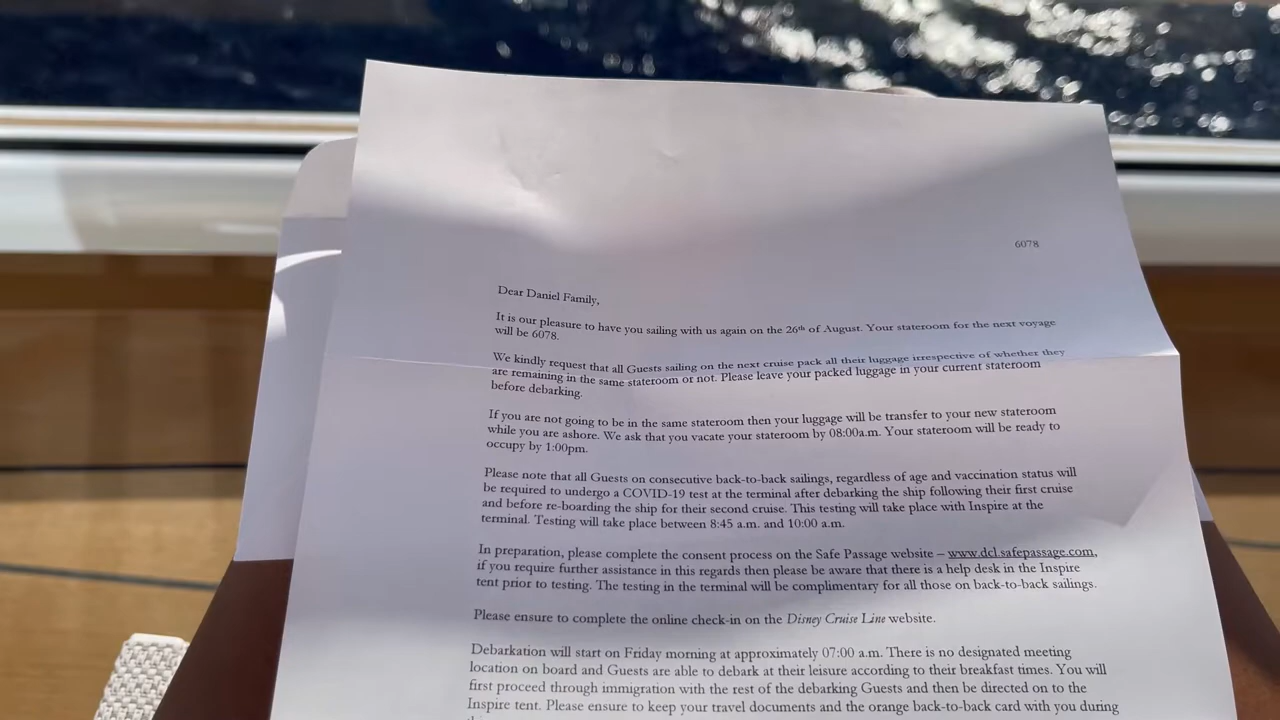 6078
Dear Daniel Family,
It is our pleasure to have you sailing with us again on the 26th of August. Your stateroom for the next voyage
will be 6078.
We kindly request that all Guests sailing on the next cruise pack all their luggage irrespective of whether they
are remaining in the same stateroom or not. Please leave your packed luggage in your current stateroom
before debarking.
If you are not going to be in the same stateroom then your luggage will be transfer to your new stateroom
while you are ashore. We ask that you vacate your stateroom by 08:00a.m. Your stateroom will be ready to
occupy by 1:00pm.
Please note that all Guests on consecutive back-to-back sailings, regardless of age and vaccination status will
be required to undergo a COVID-19 test at the terminal after debarking the ship following their first cruise
and before re-boarding the ship for their second cruise. This testing will take place with Inspire at the
terminal. Testing will take place between 8:45 a.m. and 10:00 a.m.
In preparation, please complete the consent process on the Safe Passage website – www.dcl.safepassage.com,
if you require further assistance in this regards then please be aware that there is a help desk in the Inspire
tent prior to testing. The testing in the terminal will be complimentary for all those on back-to-back sailings.
Please ensure to complete the online check-in on the Disney Cruise Line website.
Debarkation will start on Friday morning at approximately 07:00 a.m. There is no designated meeting
location on board and Guests are able to debark at their leisure according to their breakfast times. You will
first proceed through immigration with the rest of the debarking Guests and then be directed on to the
Inspire tent. Please ensure to keep your travel documents and the orange back-to-back card with you during